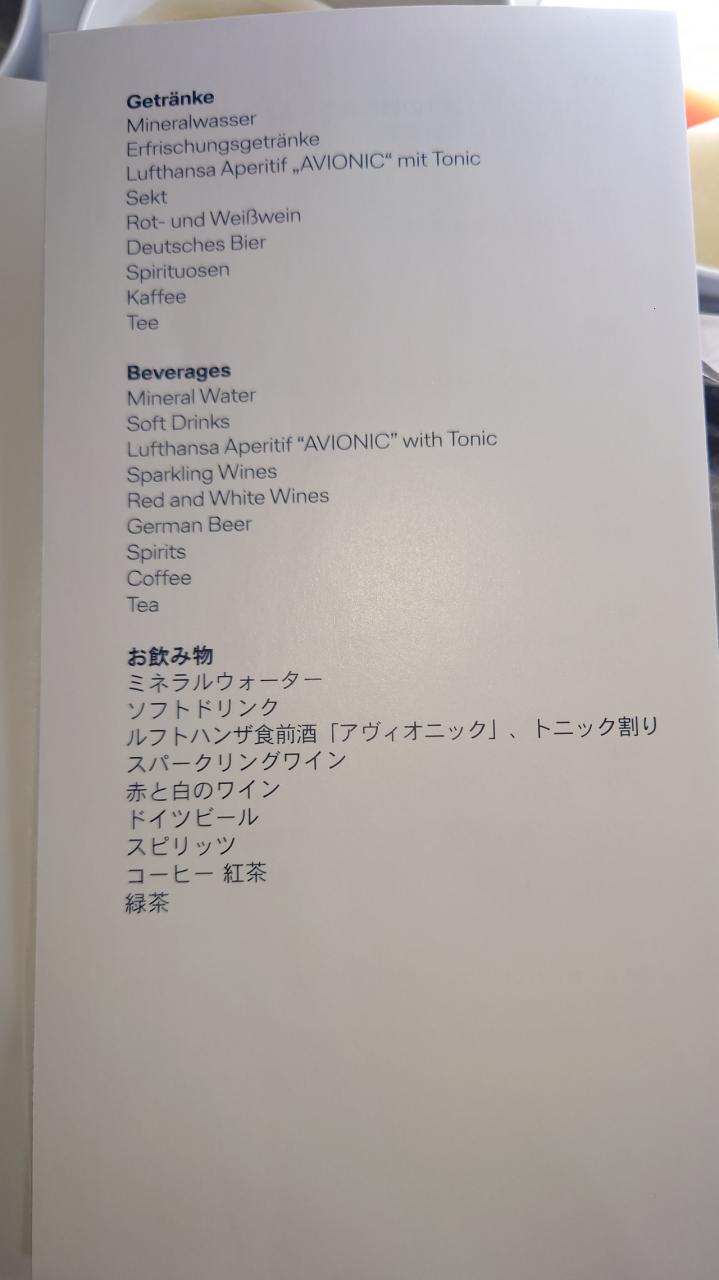 Getränke
Mineralwasser
Erfrischungsgetränke
Lufthansa Aperitif „AVIONIC“ mit Tonic
Sekt
Rot- und Weißwein
Deutsches Bier
Spirituosen
Kaffee
Tee
Beverages
Mineral Water
Soft Drinks
Lufthansa Aperitif “AVIONIC” with Tonic
Sparkling Wines
Red and White Wines
German Beer
Spirits
Coffee
Tea
お飲み物
ミネラルウォーター
ソフトドリンク
ルフトハンザ食前酒「アヴィオニック」、トニック割り
スパークリングワイン
赤と白のワイン
ドイツビール
スピリッツ
コーヒー 紅茶
緑茶